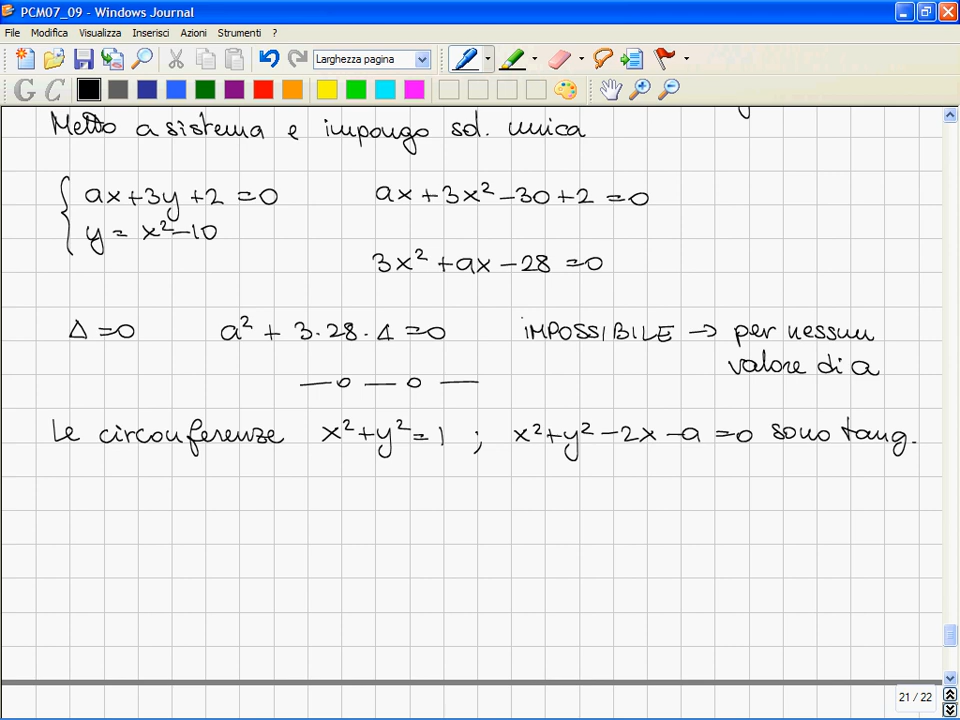 PCM07_09 - Windows Journal
File Modifica Visualizza Inserisci Azioni Strumenti ?
Larghezza pagina
Metto a sistema e impongo sol. unica
ax+3y+2=0 ax+3x²-30+2=0
y=x²-10
3x²+ax-28=0
Δ=0 a²+3·28·4=0 IMPOSSIBILE → per nessun
valore di a
—o—o—
Le circonferenze x²+y²=1 ; x²+y²-2x-a=0 sono tang.
21 / 22